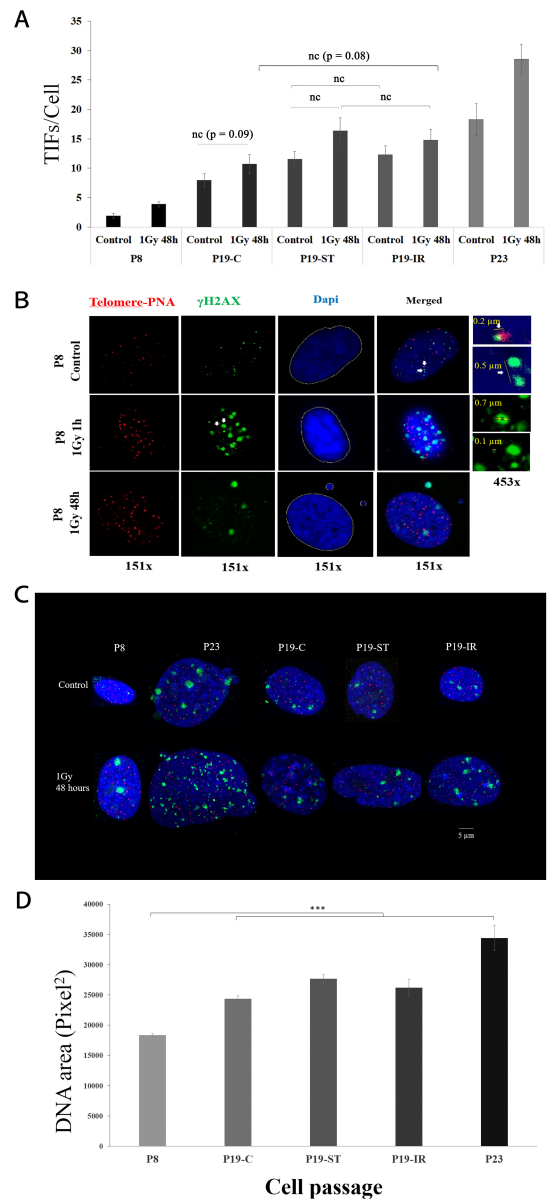 A
35
30
25
20
15
10
5
0
TIFs/Cell
nc (p = 0.08)
nc
nc
nc
nc (p = 0.09)
Control 1Gy 48h Control 1Gy 48h Control 1Gy 48h Control 1Gy 48h Control 1Gy 48h
P8 P19-C P19-ST P19-IR P23
B
Telomere-PNA γH2AX Dapi Merged
P8
Control
0.2 µm
0.5 µm
P8
1Gy 1h
0.7 µm
0.1 µm
453x
P8
1Gy 48h
151x 151x 151x 151x
C
P8 P23 P19-C P19-ST P19-IR
Control
1Gy
48 hours
5 µm
D
40000
35000
30000
25000
20000
15000
10000
5000
0
DNA area (Pixel²)
***
P8 P19-C P19-ST P19-IR P23
Cell passage